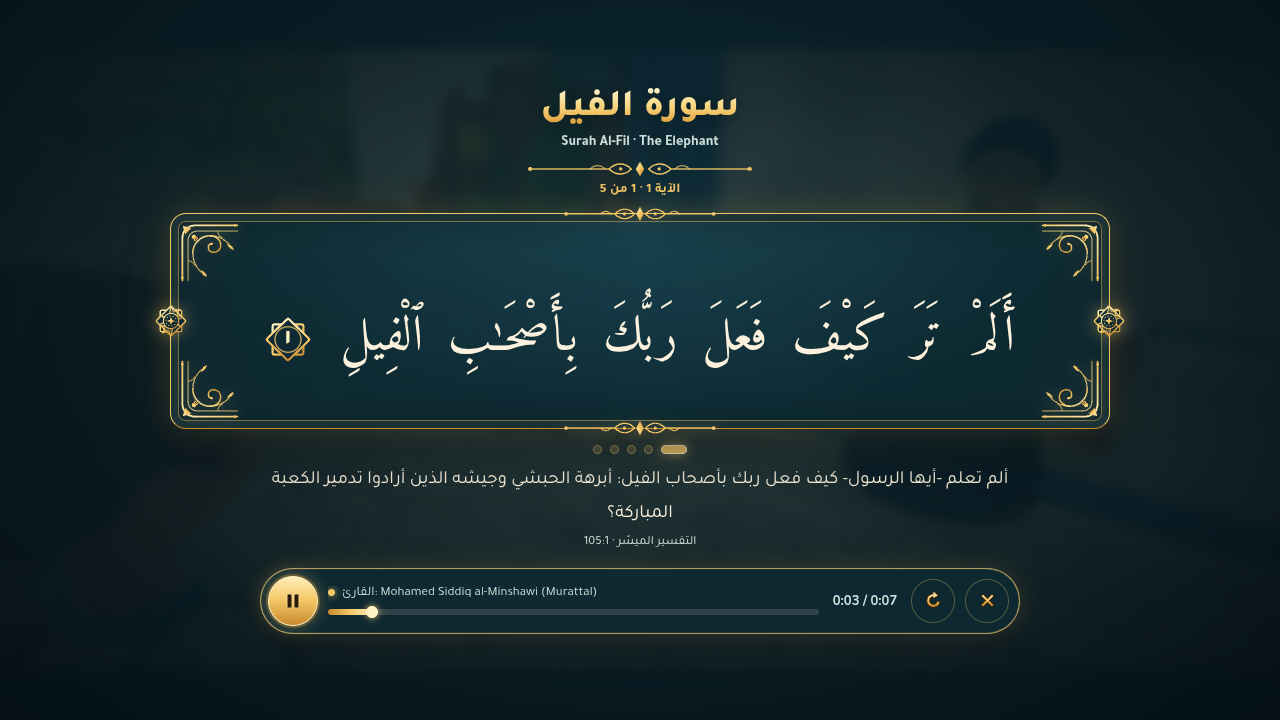 سورة الفيل
Surah Al-Fil · The Elephant
الآية 1 · 1 من 5
أَلَمْ تَرَ كَيْفَ فَعَلَ رَبُّكَ بِأَصْحَـٰبِ ٱلْفِيلِ ١
ألم تعلم -أيها الرسول- كيف فعل ربك بأصحاب الفيل: أبرهة الحبشي وجيشه الذين أرادوا تدمير الكعبة
المباركة؟
التفسير الميسّر · 105:1
القارئ: Mohamed Siddiq al-Minshawi (Murattal)
0:03 / 0:07